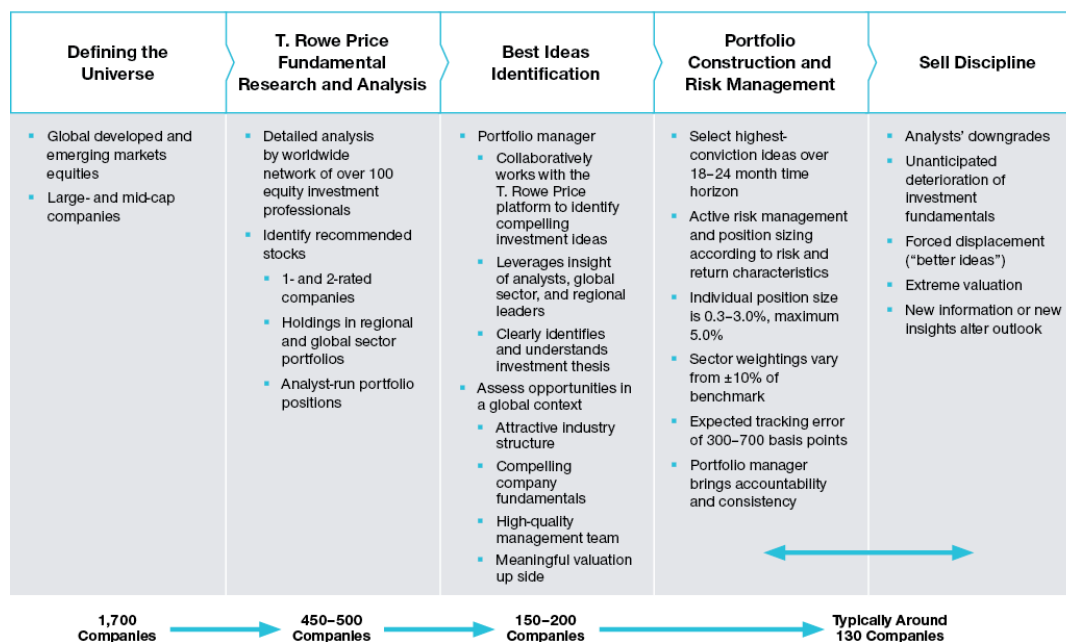 Defining the
Universe
T. Rowe Price
Fundamental
Research and Analysis
Best Ideas
Identification
Portfolio
Construction and
Risk Management
Sell Discipline
Global developed and
emerging markets
equities
Large- and mid-cap
companies
Detailed analysis
by worldwide
network of over 100
equity investment
professionals
Identify recommended
stocks
1- and 2-rated
companies
Holdings in regional
and global sector
portfolios
Analyst-run portfolio
positions
Portfolio manager
Collaboratively
works with the
T. Rowe Price
platform to identify
compelling
investment ideas
Leverages insight
of analysts, global
sector, and regional
leaders
Clearly identifies
and understands
investment thesis
Assess opportunities in
a global context
Attractive industry
structure
Compelling
company
fundamentals
High-quality
management team
Meaningful valuation
up side
Select highest-
conviction ideas over
18–24 month time
horizon
Active risk management
and position sizing
according to risk and
return characteristics
Individual position size
is 0.3–3.0%, maximum
5.0%
Sector weightings vary
from ±10% of
benchmark
Expected tracking error
of 300–700 basis points
Portfolio manager
brings accountability
and consistency
Analysts' downgrades
Unanticipated
deterioration of
investment
fundamentals
Forced displacement
(“better ideas”)
Extreme valuation
New information or new
insights alter outlook
1,700
Companies
450–500
Companies
150–200
Companies
Typically Around
130 Companies